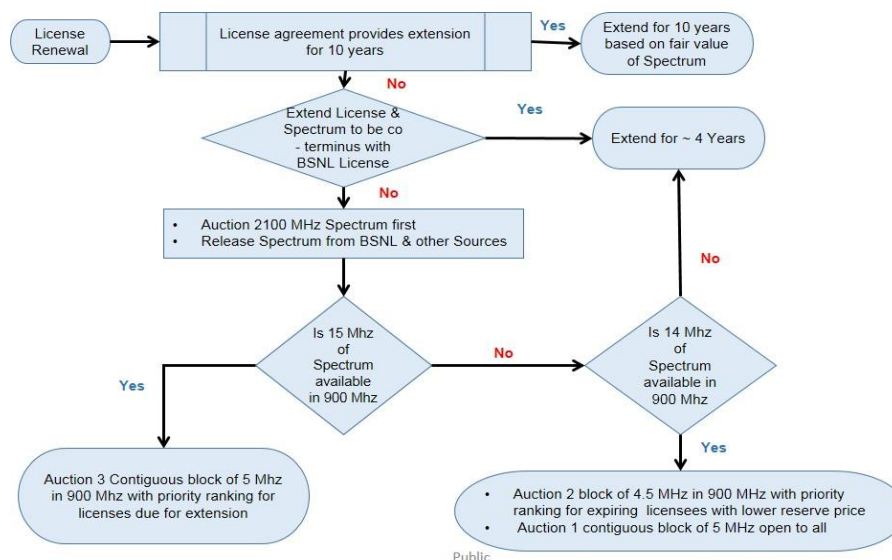 License
Renewal
License agreement provides extension
for 10 years
Yes
Extend for 10 years
based on fair value
of Spectrum
No
Extend License &
Spectrum to be co
- terminus with
BSNL License
Yes
Extend for ~ 4 Years
No
• Auction 2100 MHz Spectrum first
• Release Spectrum from BSNL & other Sources
No
Is 15 Mhz
of
Spectrum
available
in 900 Mhz
No
Is 14 Mhz
of
Spectrum
available in
900 Mhz
Yes
Yes
Auction 3 Contiguous block of 5 Mhz
in 900 Mhz with priority ranking for
licenses due for extension
• Auction 2 block of 4.5 MHz in 900 MHz with priority
ranking for expiring licensees with lower reserve price
• Auction 1 contiguous block of 5 MHz open to all
Public